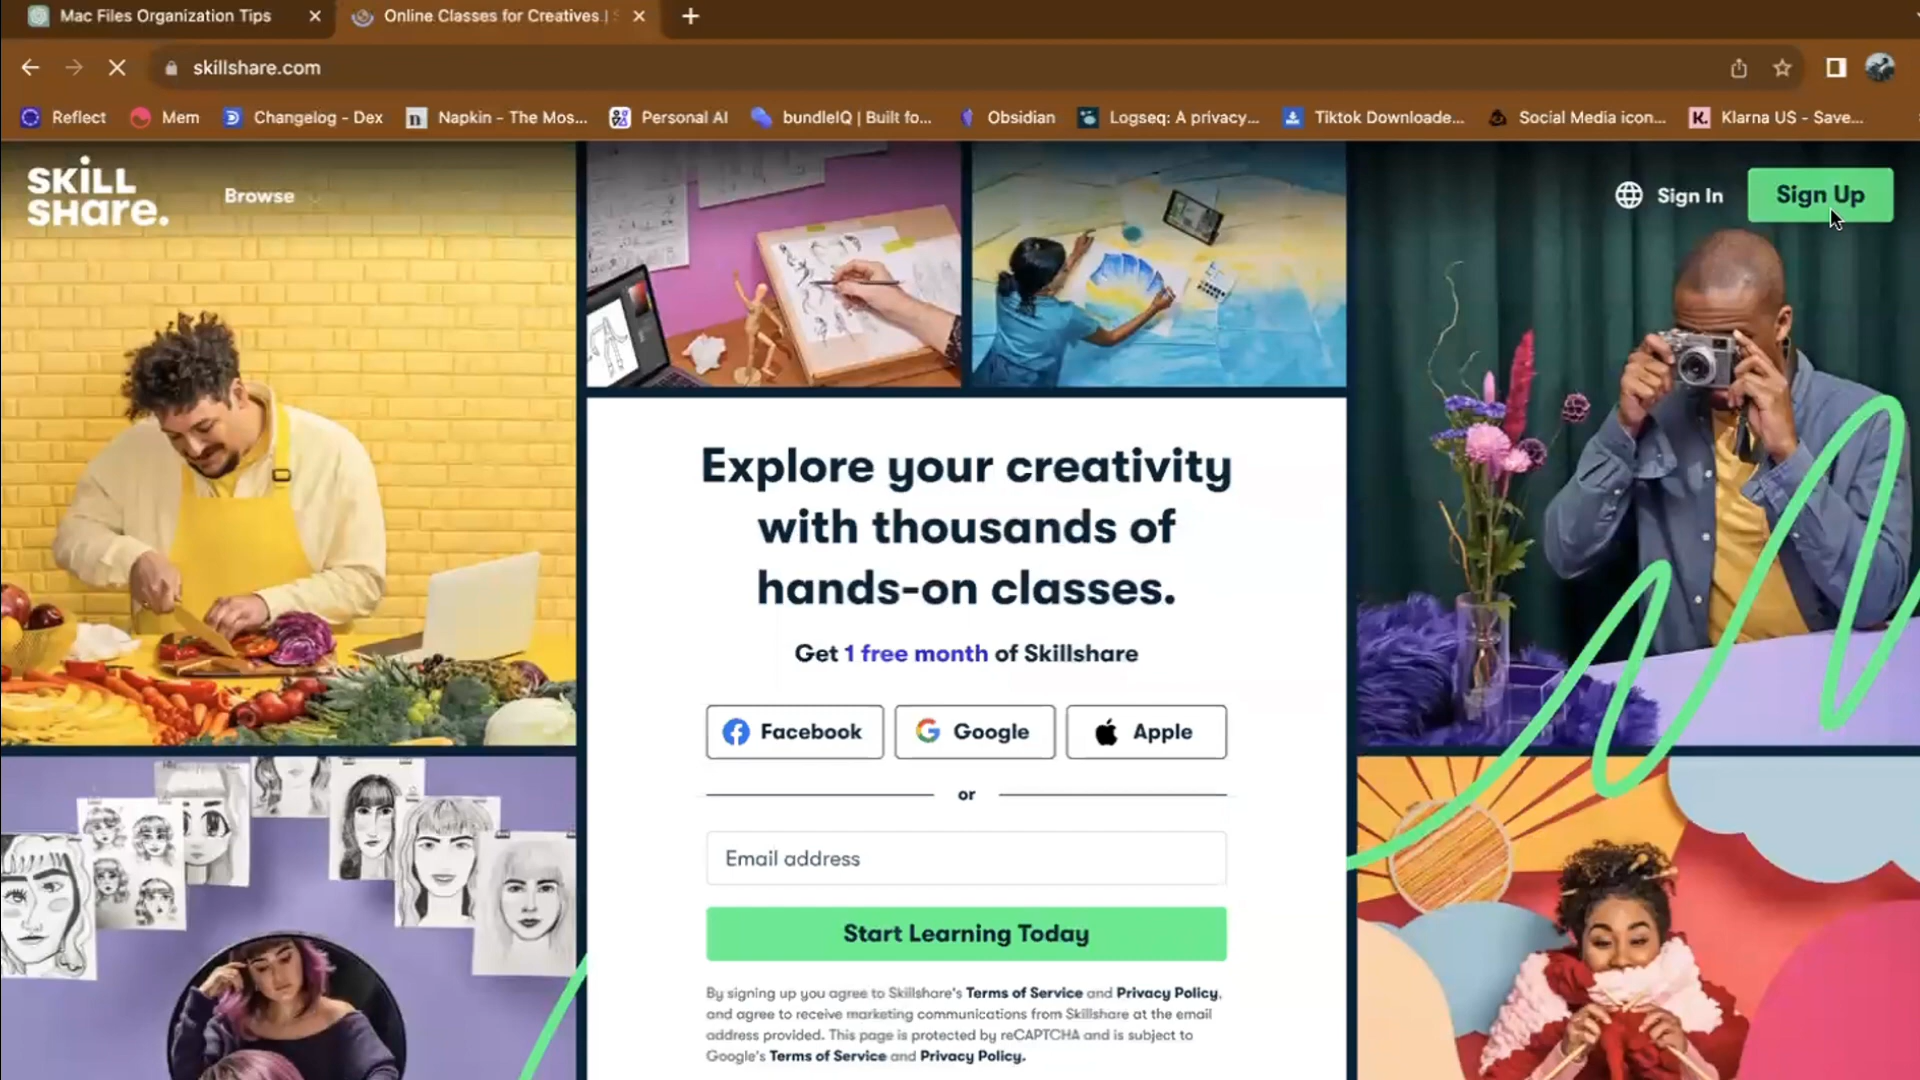 Mac Files Organization Tips
Online Classes for Creatives |
skillshare.com
Reflect
Mem
Changelog - Dex
Napkin - The Mos...
Personal AI
bundleIQ | Built fo...
Obsidian
Logseq: A privacy...
Tiktok Downloade...
Social Media icon...
K. Klarna US - Save...
SKILL
SHare.
Browse
Sign In
Sign Up
Explore your creativity
with thousands of
hands-on classes.
Get 1 free month of Skillshare
Facebook
Google
Apple
or
Email address
Start Learning Today
By signing up you agree to Skillshare's Terms of Service and Privacy Policy,
and agree to receive marketing communications from Skillshare at the email
address provided. This page is protected by reCAPTCHA and is subject to
Google's Terms of Service and Privacy Policy.